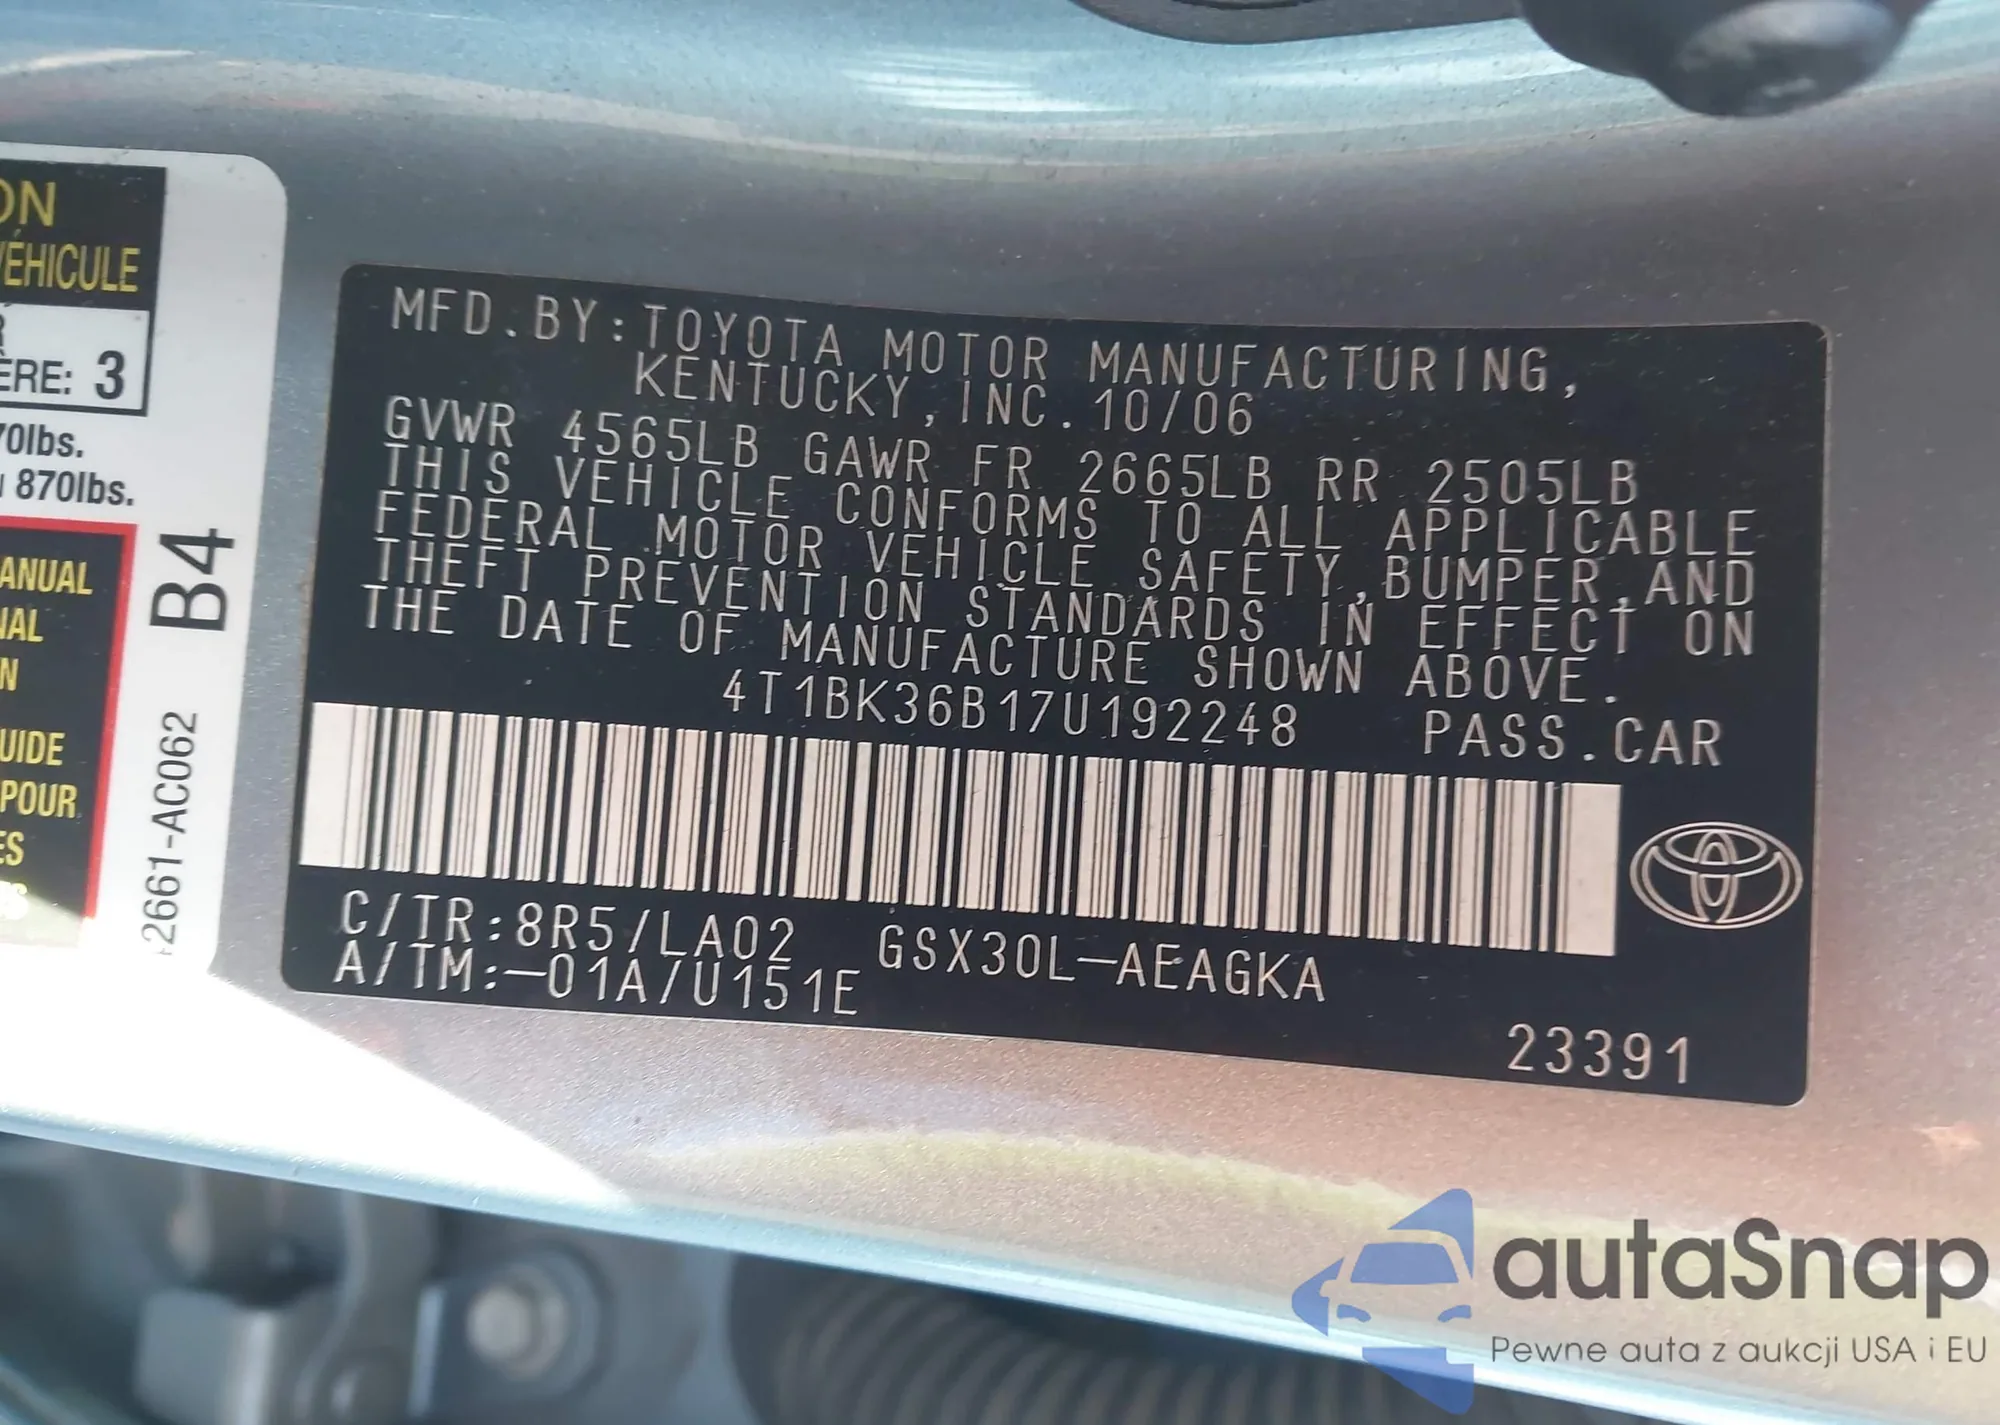 ON
VÉHICULE
ÈRE: 3
70lbs.
870lbs.
ANUAL
NAL
N
UIDE
POUR
ES
B4
42661-AC062
MFD.BY:TOYOTA MOTOR MANUFACTURING,
KENTUCKY,INC.10/06
GVWR 4565LB GAWR FR 2665LB RR 2505LB
THIS VEHICLE CONFORMS TO ALL APPLICABLE
FEDERAL MOTOR VEHICLE SAFETY,BUMPER,AND
THEFT PREVENTION STANDARDS IN EFFECT ON
THE DATE OF MANUFACTURE SHOWN ABOVE.
4T1BK36B17U192248 PASS.CAR
C/TR:8R5/LA02 GSX30L-AEAGKA
A/TM:-01A/U151E
23391
autaSnap
Pewne auta z aukcji USA i EU